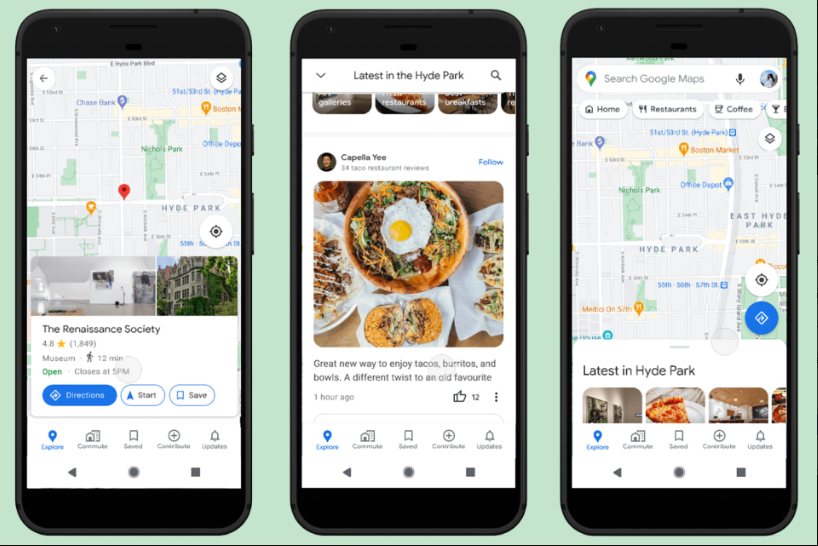 E Hyde Park Blvd
51st/53rd St. (Hyde Pa
Chase Bank
Boston M
Nichols Park
Office Dep
E 54th St
HYDE PARK
55th - 56th
The Renaissance Society
4.8 ★ (1,849)
Museum · 12 min
Open · Closes at 5PM
Directions
Start
Save
Explore
Commute
Saved
Contribute
Updates
Latest in the Hyde Park
galleries
restaurants
breakfasts
Capella Yee
34 taco restaurant reviews
Follow
Great new way to enjoy tacos, burritos, and
bowls. A different twist to an old favourite
1 hour ago
12
Explore
Commute
Saved
Contribute
Updates
Search Google Maps
Home
Restaurants
Coffee
51st/53rd St. (Hyde Park)
e Bank
Boston Market
Nichols Park
Office Depot
EAST HYDE
PARK
HYDE PARK
55th - 56th - 57th St.
Medici On 57th
e House
Latest in Hyde Park
Explore
Commute
Saved
Contribute
Updates